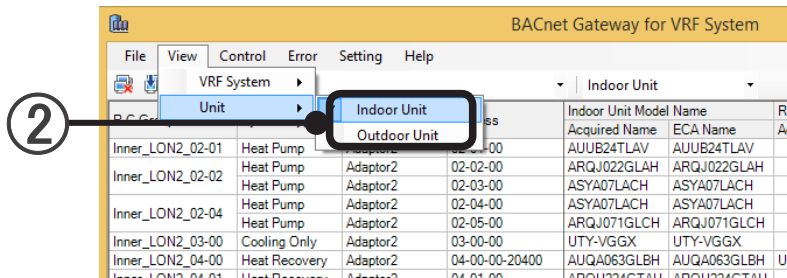 BACnet Gateway for VRF System
File View Control Error Setting Help
VRF System Indoor Unit
Unit Indoor Unit Outdoor Unit
②
Indoor Unit Model Name
Acquired Name ECA Name
Inner_LON2_02-01 Heat Pump Adaptor2 AUUB24TLAV AUUB24TLAV
Inner_LON2_02-02 Heat Pump Adaptor2 02-02-00 ARQJ022GLAH ARQJ022GLAH
Heat Pump Adaptor2 02-03-00 ASYA07LACH ASYA07LACH
Inner_LON2_02-04 Heat Pump Adaptor2 02-04-00 ASYA07LACH ASYA07LACH
Heat Pump Adaptor2 02-05-00 ARQJ071GLCH ARQJ071GLCH
Inner_LON2_03-00 Cooling Only Adaptor2 03-00-00 UTY-VGGX UTY-VGGX
Inner_LON2_04-00 Heat Recovery Adaptor2 04-00-00-20400 AUQA063GLBH AUQA063GLBH U